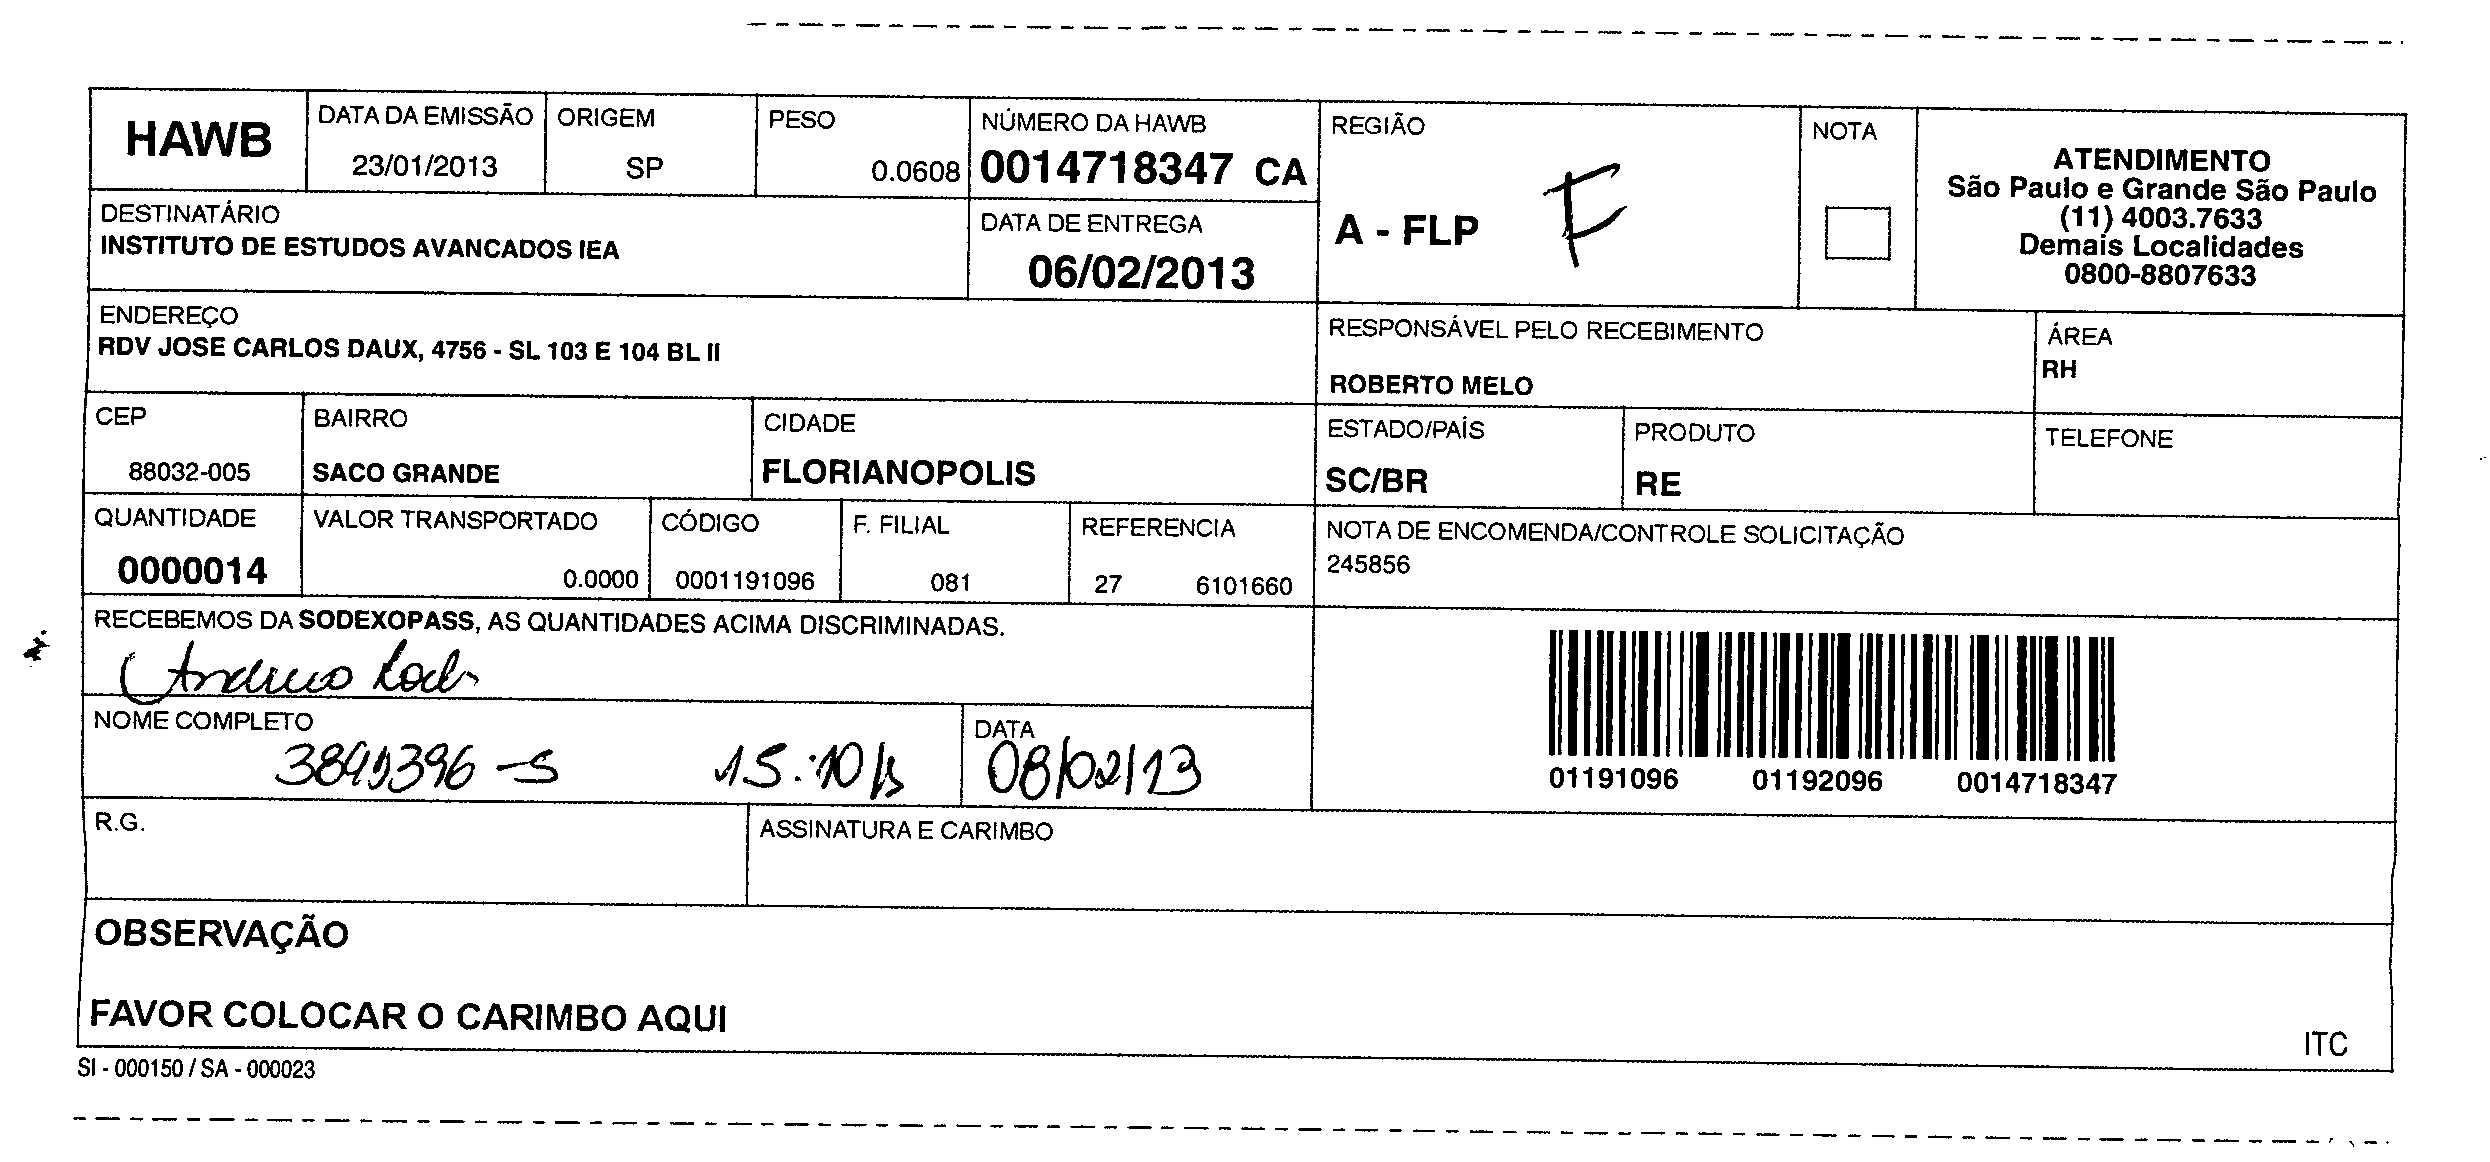 HAWB
DATA DA EMISSÃO
23/01/2013
ORIGEM
SP
PESO
0.0608
NÚMERO DA HAWB
0014718347 CA
REGIÃO
A - FLP
F
NOTA
ATENDIMENTO
São Paulo e Grande São Paulo
(11) 4003.7633
Demais Localidades
0800-8807633
DESTINATÁRIO
INSTITUTO DE ESTUDOS AVANCADOS IEA
DATA DE ENTREGA
06/02/2013
ENDEREÇO
RDV JOSE CARLOS DAUX, 4756 - SL 103 E 104 BL II
RESPONSÁVEL PELO RECEBIMENTO
ROBERTO MELO
ÁREA
RH
CEP
88032-005
BAIRRO
SACO GRANDE
CIDADE
FLORIANOPOLIS
ESTADO/PAÍS
SC/BR
PRODUTO
RE
TELEFONE
QUANTIDADE
0000014
VALOR TRANSPORTADO
0.0000
CÓDIGO
0001191096
F. FILIAL
081
REFERENCIA
27 6101660
NOTA DE ENCOMENDA/CONTROLE SOLICITAÇÃO
245856
RECEBEMOS DA SODEXOPASS, AS QUANTIDADES ACIMA DISCRIMINADAS.
NOME COMPLETO
15:10h
DATA
08/02/13
01191096 01192096 0014718347
R.G.
ASSINATURA E CARIMBO
OBSERVAÇÃO
FAVOR COLOCAR O CARIMBO AQUI
ITC
SI - 000150 / SA - 000023